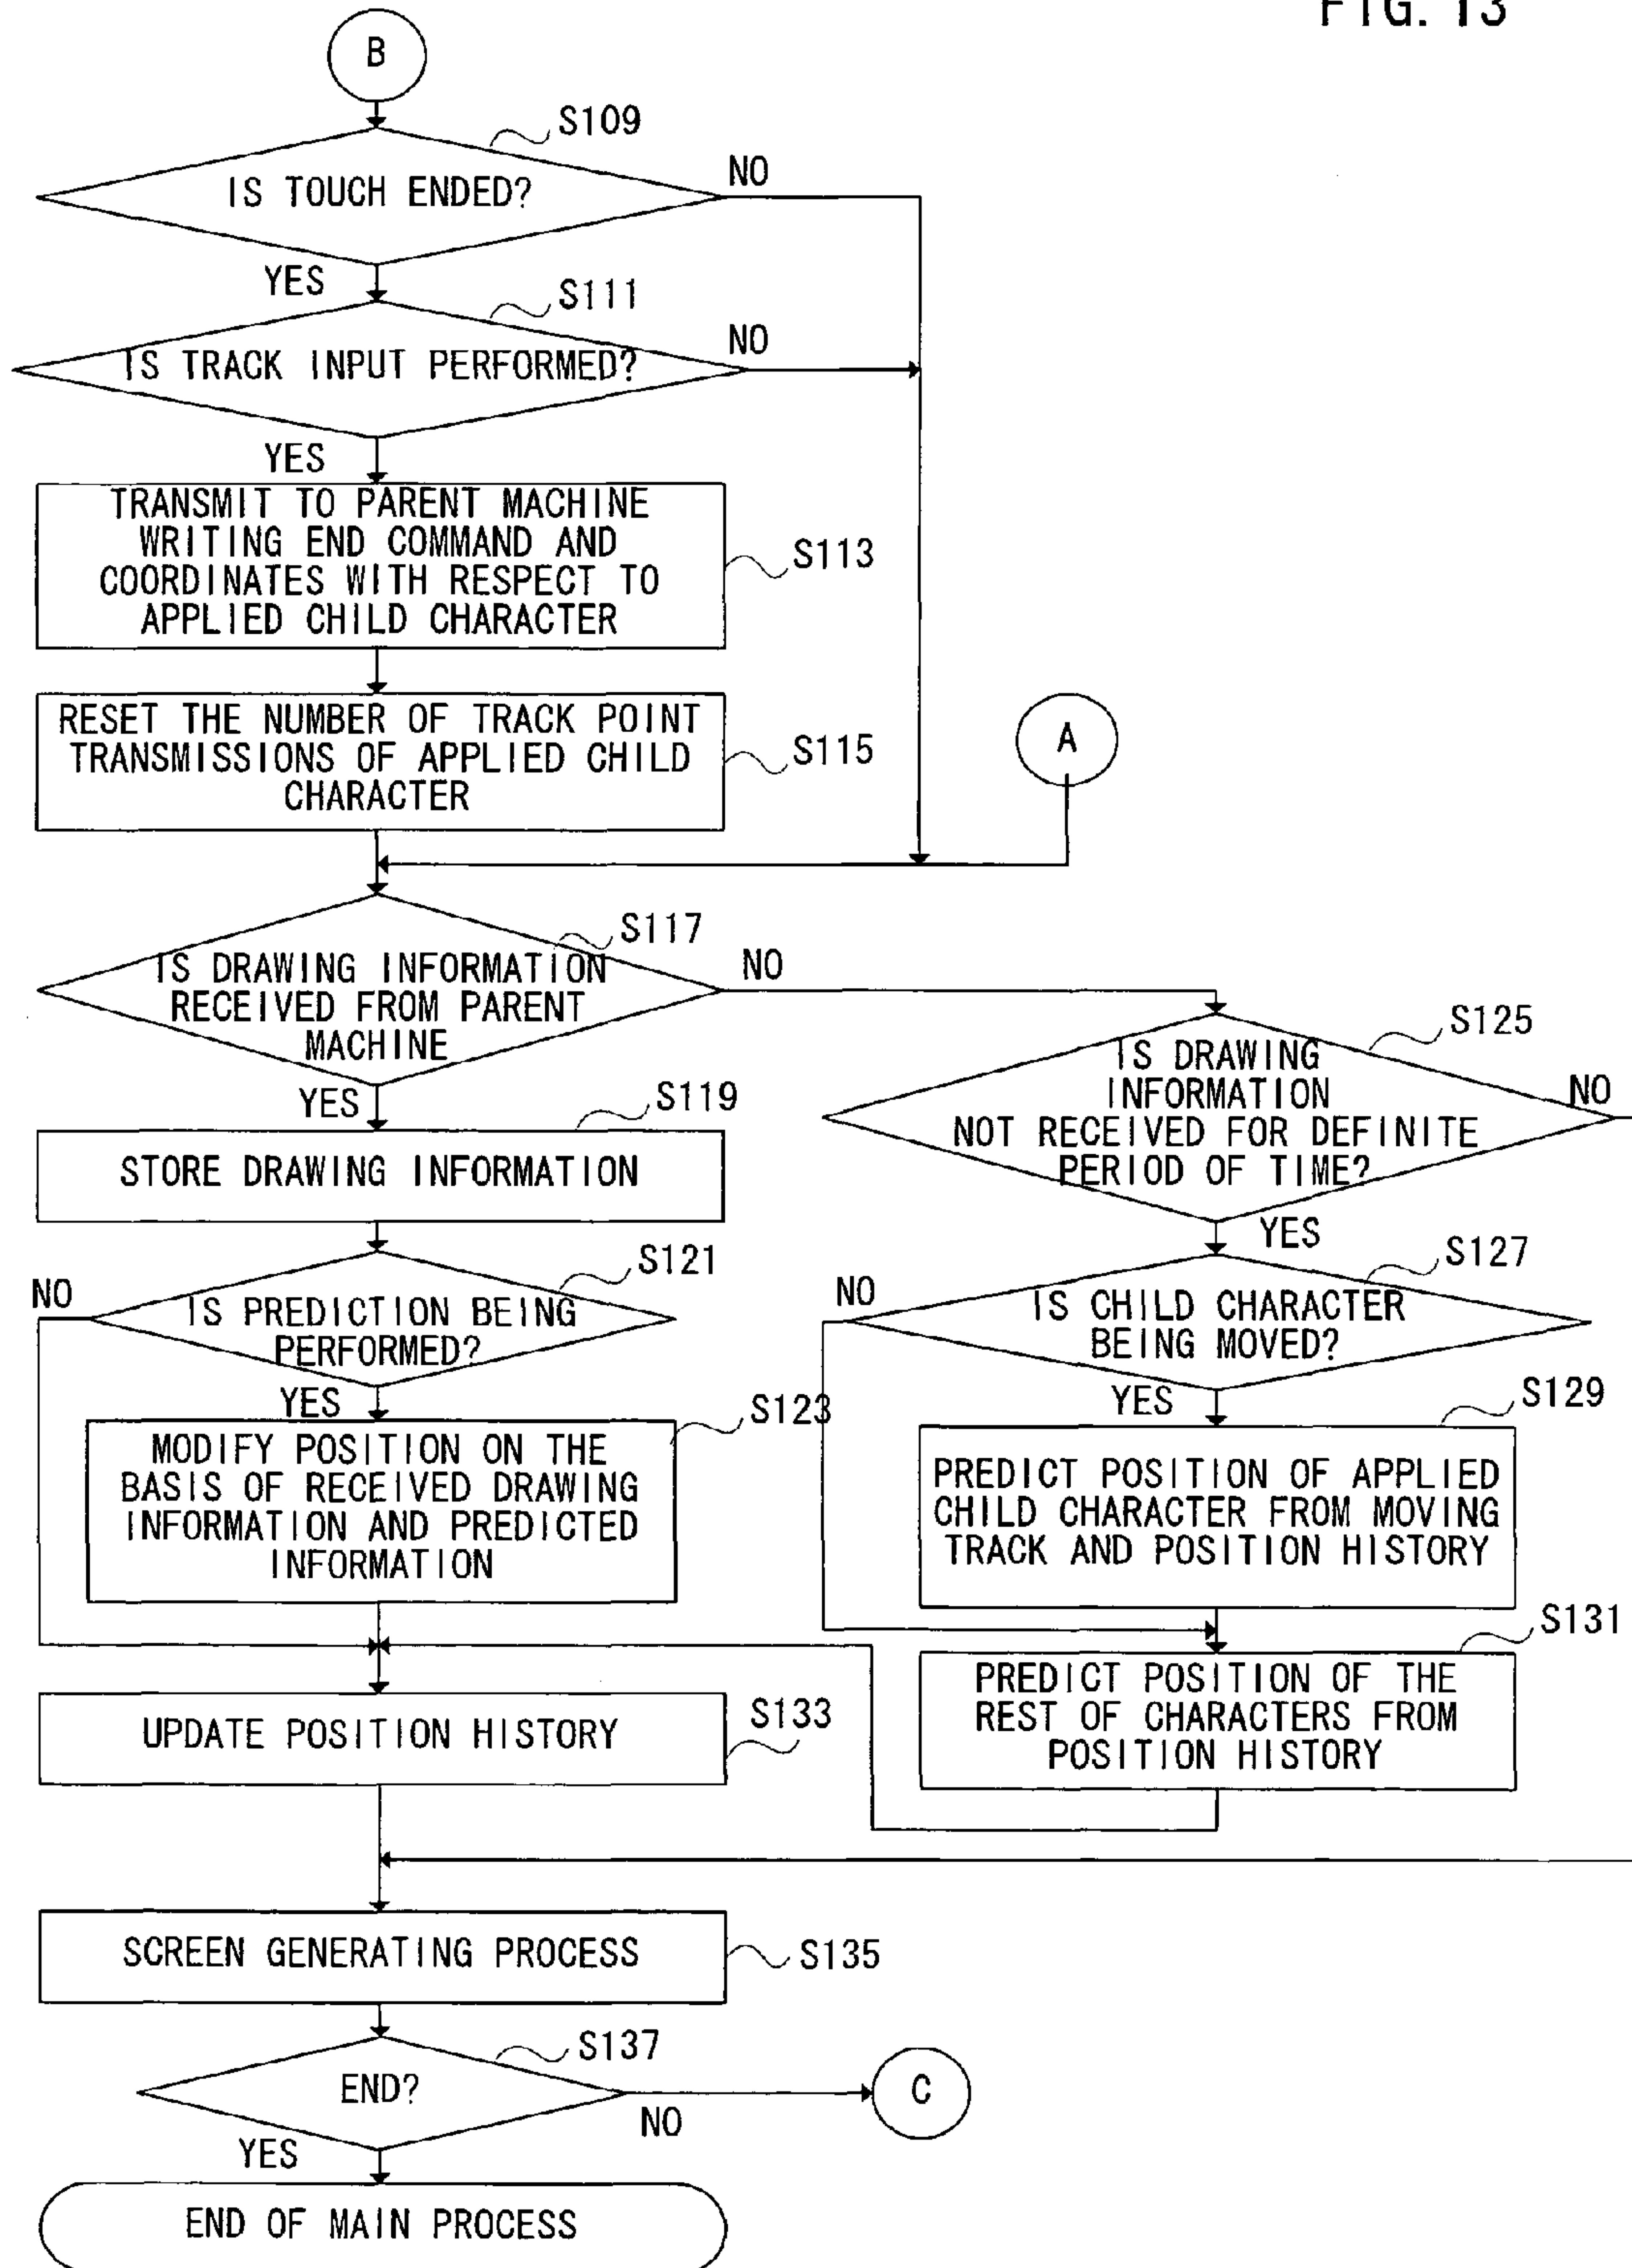 FIG. 13
B
S109
IS TOUCH ENDED?
NO
YES
S111
IS TRACK INPUT PERFORMED?
NO
YES
TRANSMIT TO PARENT MACHINE
WRITING END COMMAND AND
COORDINATES WITH RESPECT TO
APPLIED CHILD CHARACTER
S113
RESET THE NUMBER OF TRACK POINT
TRANSMISSIONS OF APPLIED CHILD
CHARACTER
S115
A
S117
IS DRAWING INFORMATION
RECEIVED FROM PARENT
MACHINE
NO
YES
S119
STORE DRAWING INFORMATION
S121
NO
IS PREDICTION BEING
PERFORMED?
YES
S123
MODIFY POSITION ON THE
BASIS OF RECEIVED DRAWING
INFORMATION AND PREDICTED
INFORMATION
S125
IS DRAWING
INFORMATION
NOT RECEIVED FOR DEFINITE
PERIOD OF TIME?
NO
YES
S127
NO
IS CHILD CHARACTER
BEING MOVED?
YES
S129
PREDICT POSITION OF APPLIED
CHILD CHARACTER FROM MOVING
TRACK AND POSITION HISTORY
S131
PREDICT POSITION OF THE
REST OF CHARACTERS FROM
POSITION HISTORY
UPDATE POSITION HISTORY
S133
SCREEN GENERATING PROCESS
S135
S137
END?
NO
C
YES
END OF MAIN PROCESS